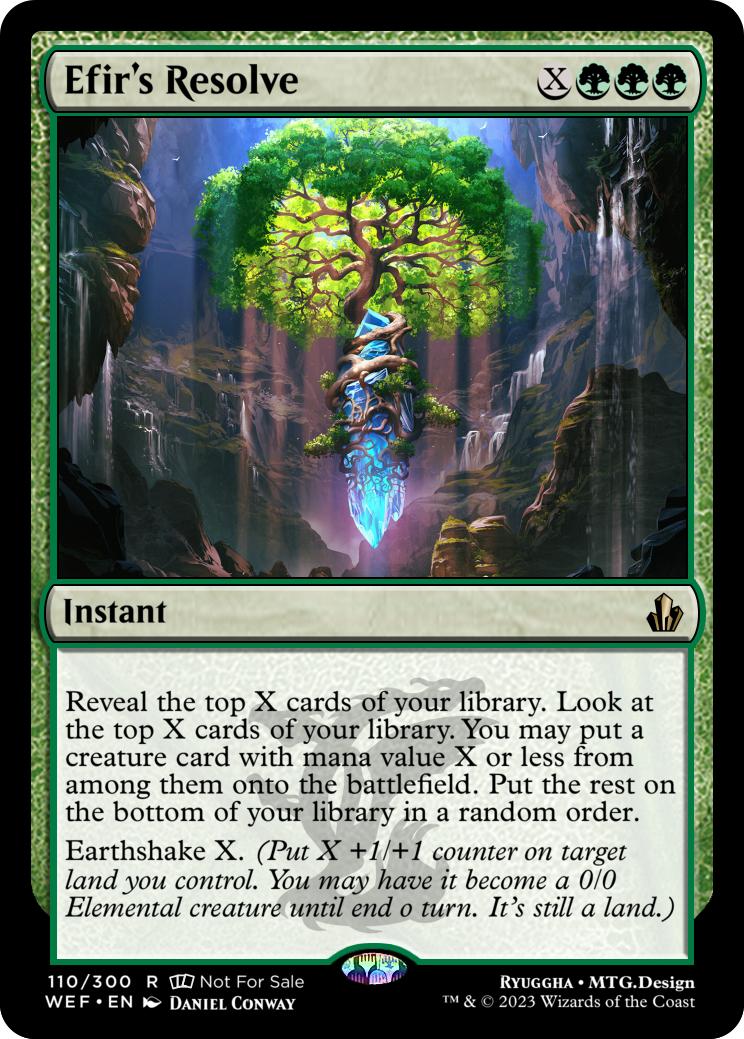 Efir's Resolve X
Instant
Reveal the top X cards of your library. Look at
the top X cards of your library. You may put a
creature card with mana value X or less from
among them onto the battlefield. Put the rest on
the bottom of your library in a random order.
Earthshake X. (Put X +1/+1 counter on target
land you control. You may have it become a 0/0
Elemental creature until end o turn. It's still a land.)
110/300 R Not For Sale
WEF • EN Daniel Conway
Ryuggha • MTG.Design
™ & © 2023 Wizards of the Coast